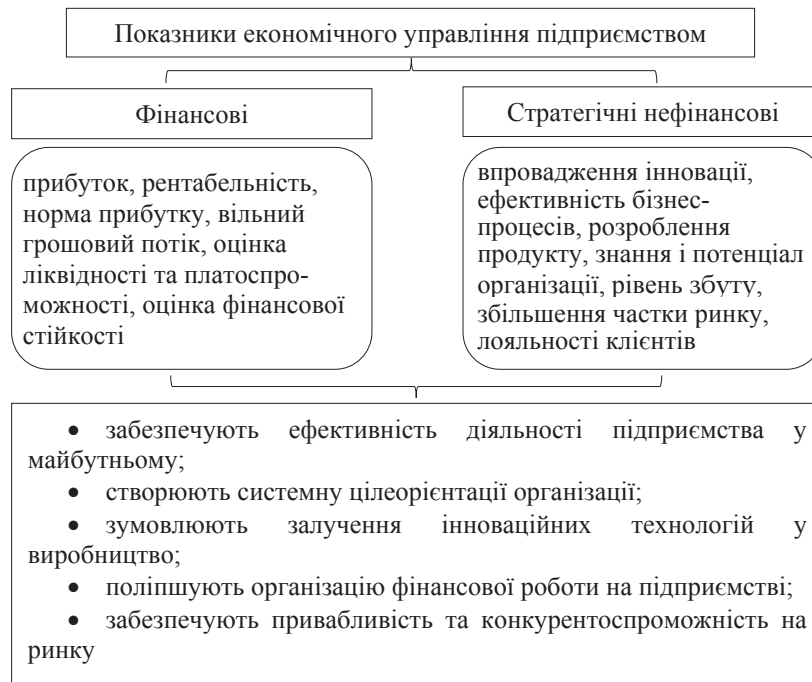 Показники економічного управління підприємством
Фінансові
Стратегічні нефінансові
прибуток, рентабельність,
норма прибутку, вільний
грошовий потік, оцінка
ліквідності та платоспро-
можності, оцінка фінансової
стійкості
впровадження інновації,
ефективність бізнес-
процесів, розроблення
продукту, знання і потенціал
організації, рівень збуту,
збільшення частки ринку,
лояльності клієнтів
• забезпечують ефективність діяльності підприємства у
майбутньому;
• створюють системну цілеорієнтації організації;
• зумовлюють залучення інноваційних технологій у
виробництво;
• поліпшують організацію фінансової роботи на підприємстві;
• забезпечують привабливість та конкурентоспроможність на
ринку